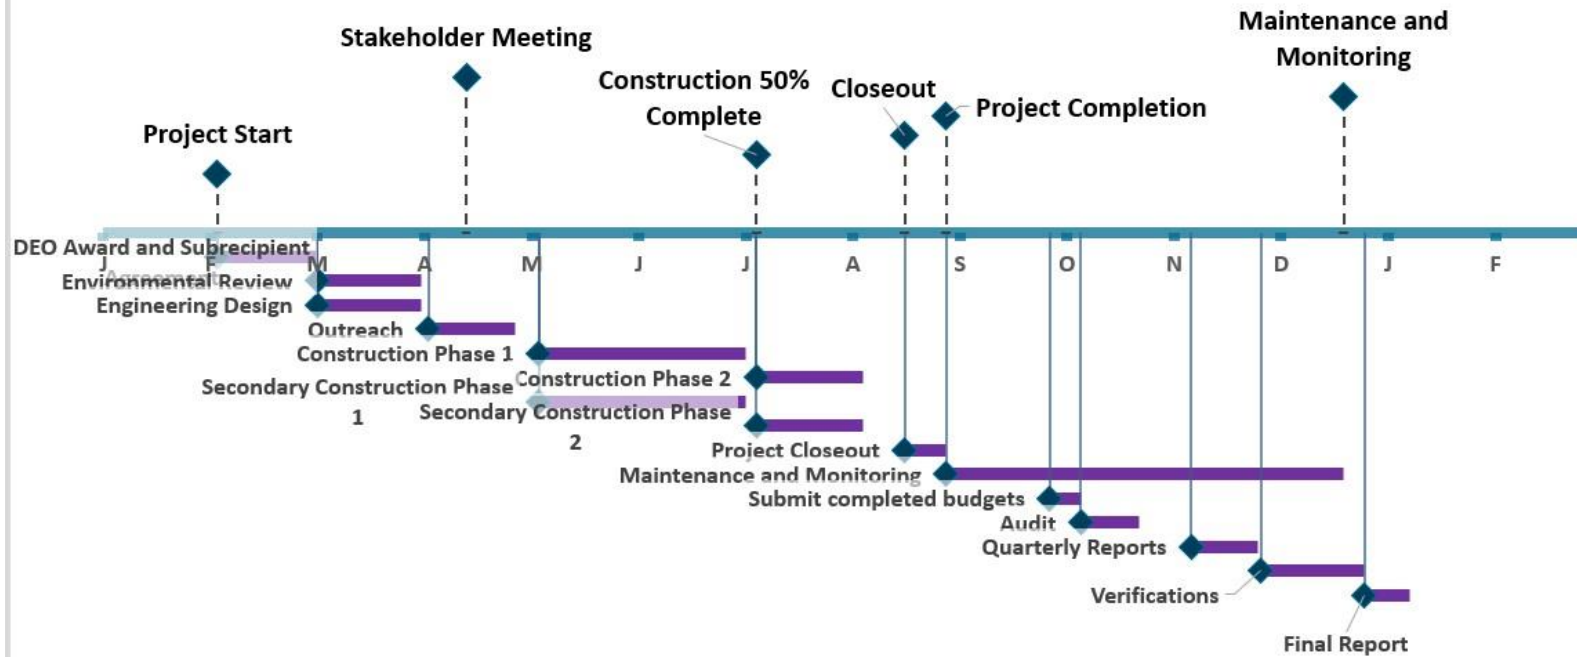 Maintenance and
Monitoring
Stakeholder Meeting
Construction 50%
Complete
Closeout
Project Completion
Project Start
DEO Award and Subrecipient
Agreement
J F M A M J J A S O N D J F
Environmental Review
Engineering Design
Outreach
Construction Phase 1
Construction Phase 2
Secondary Construction Phase
1
Secondary Construction Phase
2
Project Closeout
Maintenance and Monitoring
Submit completed budgets
Audit
Quarterly Reports
Verifications
Final Report